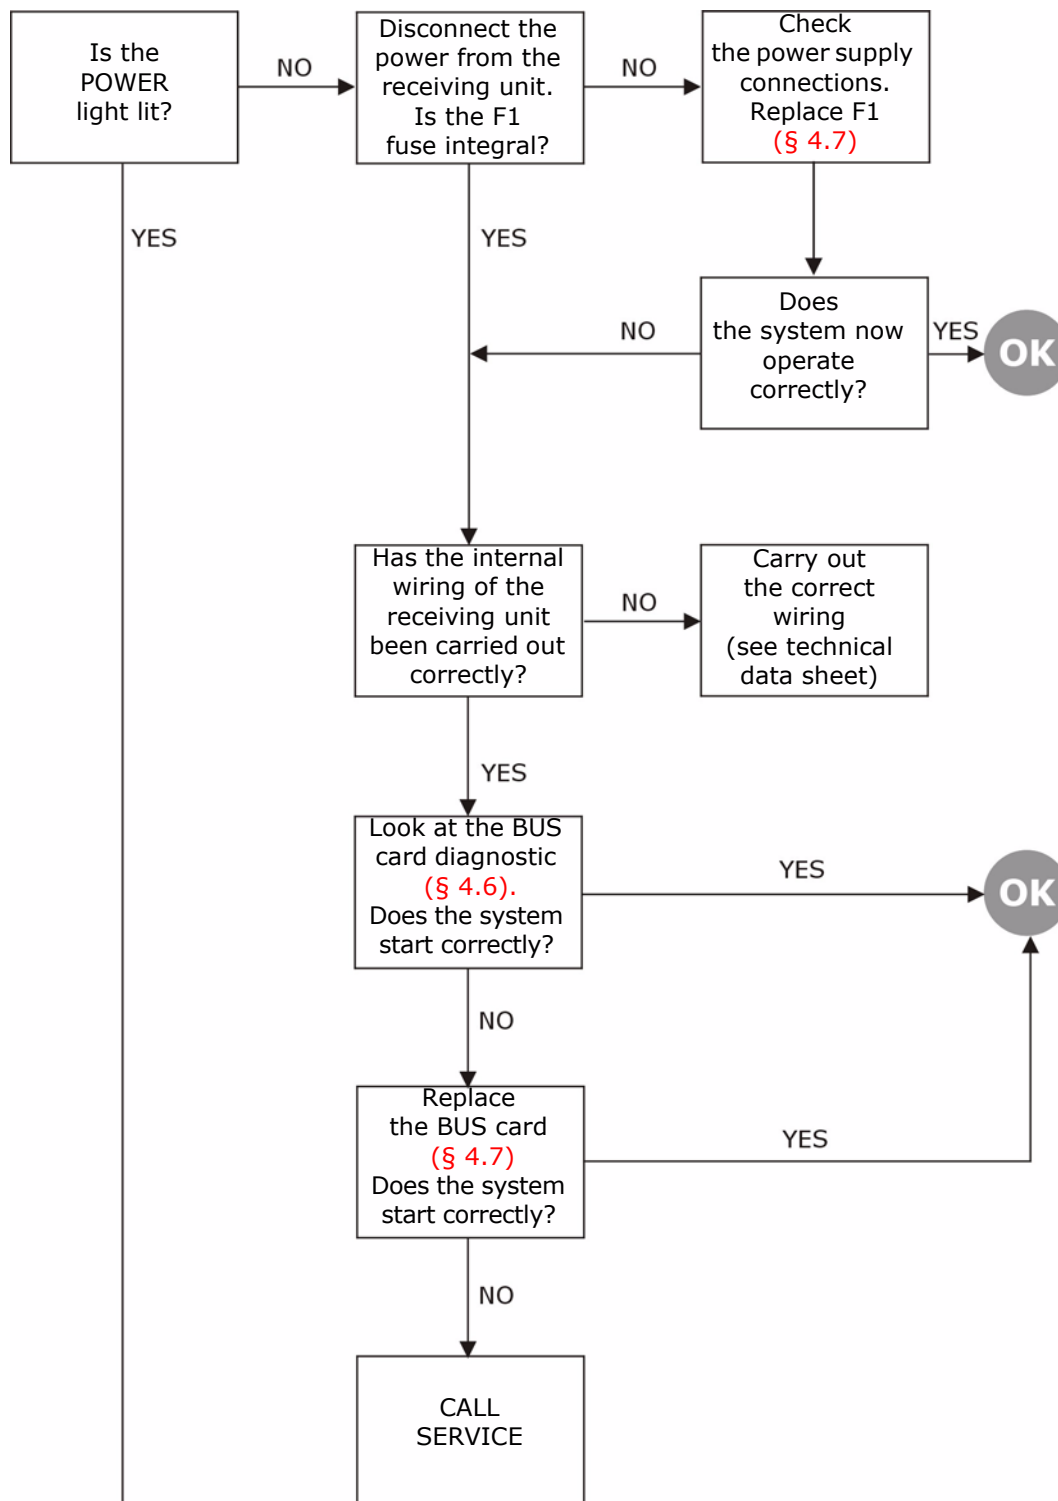 Is the
POWER
light lit?
NO
Disconnect the
power from the
receiving unit.
Is the F1
fuse integral?
NO
Check
the power supply
connections.
Replace F1
(§ 4.7)
YES
YES
Does
the system now
operate
correctly?
NO
YES
OK
Has the internal
wiring of the
receiving unit
been carried out
correctly?
NO
Carry out
the correct
wiring
(see technical
data sheet)
YES
Look at the BUS
card diagnostic
(§ 4.6).
Does the system
start correctly?
YES
OK
NO
Replace
the BUS card
(§ 4.7)
Does the system
start correctly?
YES
NO
CALL
SERVICE